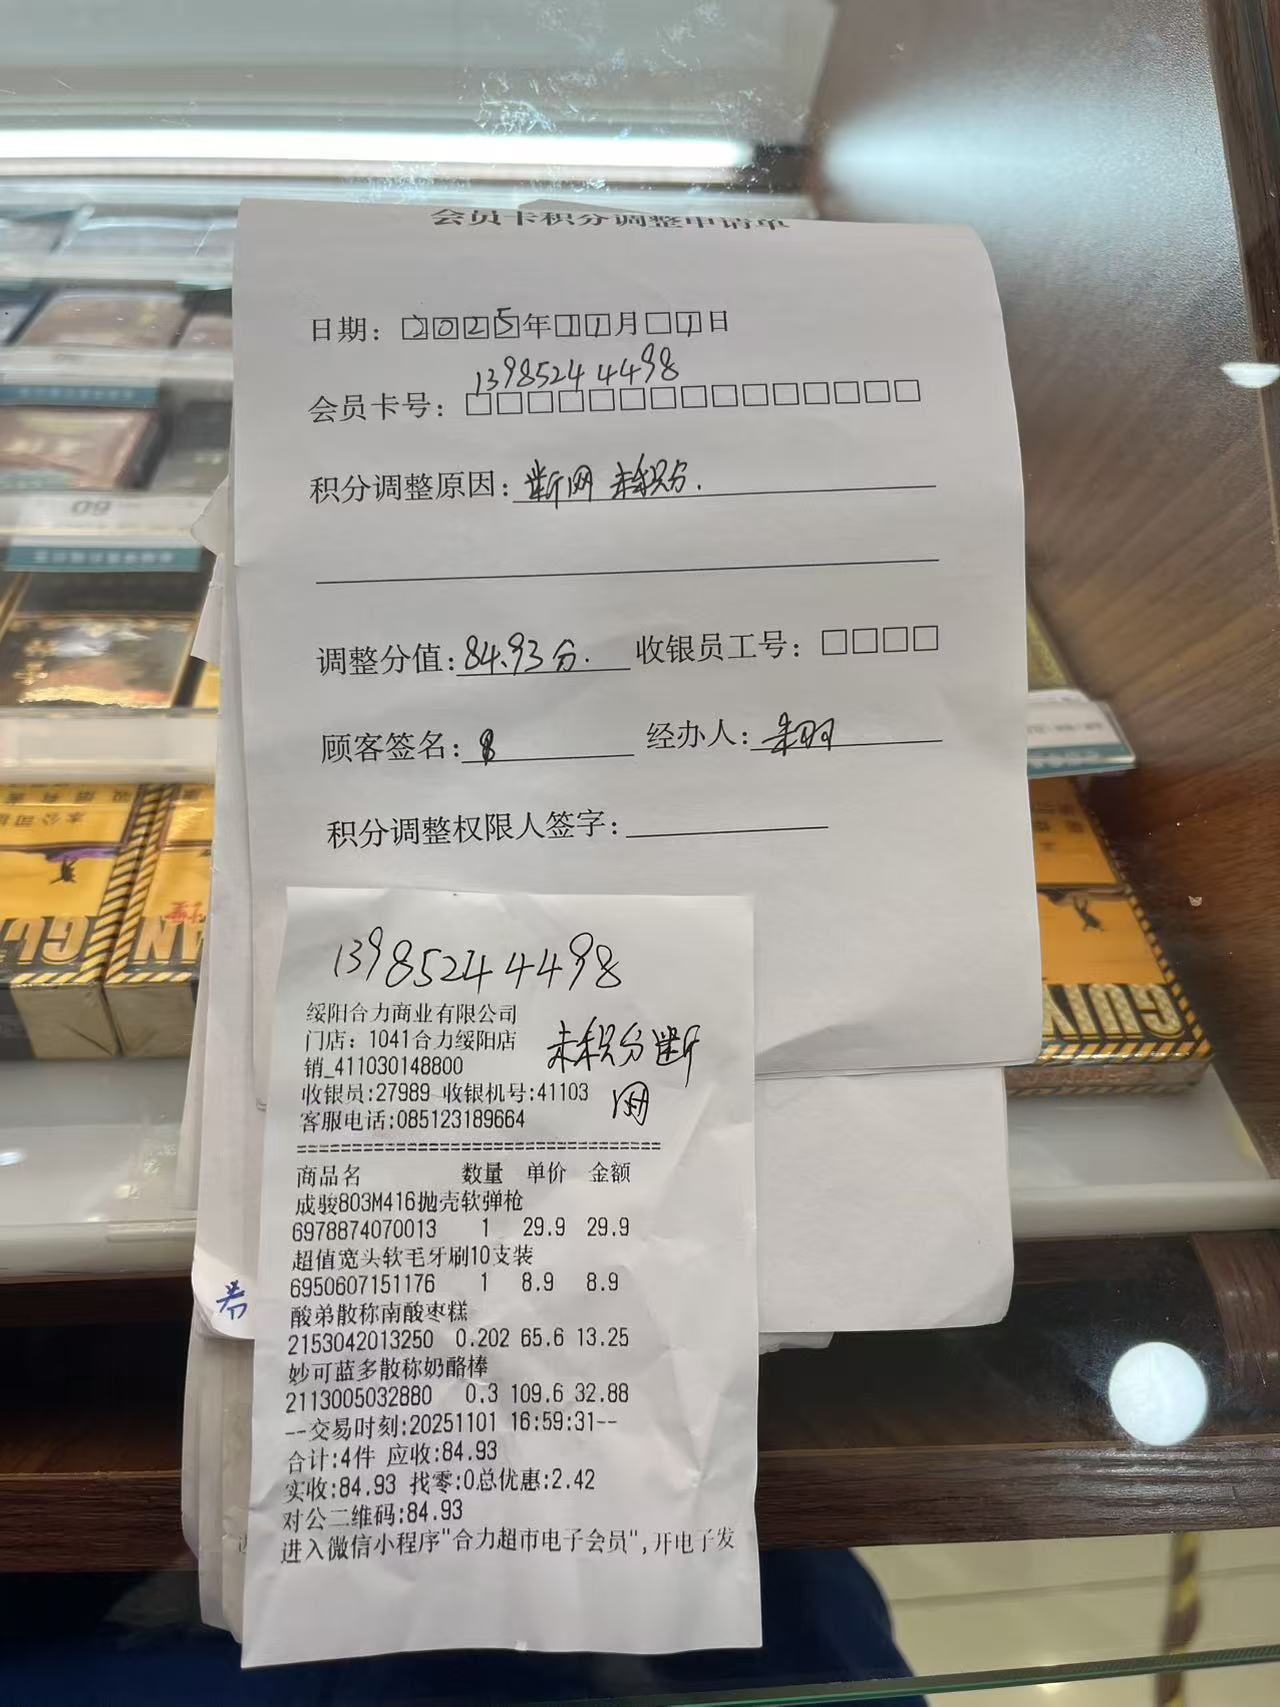 会员卡积分调整申请单
日期：2025年11月 1日
13985244498
会员卡号：□□□□□□□□□□□□□□□
积分调整原因：断网 未积分.
调整分值：84.93分. 收银员工号：□□□□
顾客签名： 经办人：
积分调整权限人签字：
13985244498
绥阳合力商业有限公司
门店：1041合力绥阳店
未积分断网
销_411030148800
收银员:27989 收银机号:41103
客服电话:085123189664
=================================
商品名 数量 单价 金额
成骏803M416抛壳软弹枪
6978874070013 1 29.9 29.9
超值宽头软毛牙刷10支装
6950607151176 1 8.9 8.9
酸弟散称南酸枣糕
2153042013250 0.202 65.6 13.25
妙可蓝多散称奶酪棒
2113005032880 0.3 109.6 32.88
--交易时刻:20251101 16:59:31--
合计:4件 应收:84.93
实收:84.93 找零:0总优惠:2.42
对公二维码:84.93
进入微信小程序"合力超市电子会员",开电子发